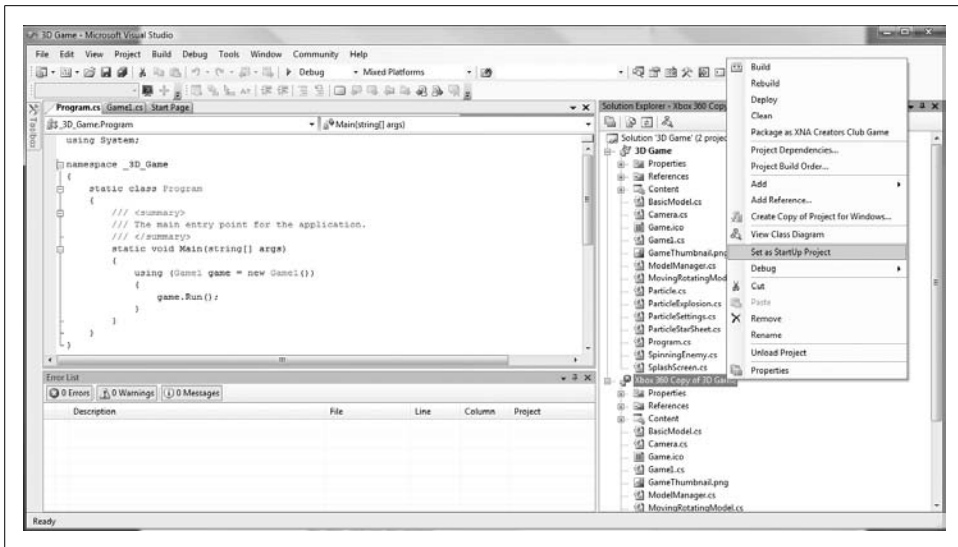 3D Game - Microsoft Visual Studio
File Edit View Project Build Debug Tools Window Community Help
Debug Mixed Platforms
Program.cs Game1.cs Start Page
_3D_Game.Program Main(string[] args)
Toolbox
using System;
namespace _3D_Game
{
static class Program
{
/// <summary>
/// The main entry point for the application.
/// </summary>
static void Main(string[] args)
{
using (Game1 game = new Game1())
{
game.Run();
}
}
}
}
Error List
0 Errors 0 Warnings 0 Messages
Description File Line Column Project
Solution Explorer - Xbox 360 Copy
Solution '3D Game' (2 projec
3D Game
Properties
References
Content
BasicModel.cs
Camera.cs
Game.ico
Game1.cs
GameThumbnail.png
ModelManager.cs
MovingRotatingMod
Particle.cs
ParticleExplosion.cs
ParticleSettings.cs
ParticleStarSheet.cs
Program.cs
SpinningEnemy.cs
SplashScreen.cs
Xbox 360 Copy of 3D Game
Properties
References
Content
BasicModel.cs
Camera.cs
Game.ico
Game1.cs
GameThumbnail.png
ModelManager.cs
MovingRotatingModel.cs
Build
Rebuild
Deploy
Clean
Package as XNA Creators Club Game
Project Dependencies...
Project Build Order...
Add
Add Reference...
Create Copy of Project for Windows...
View Class Diagram
Set as StartUp Project
Debug
Cut
Paste
Remove
Rename
Unload Project
Properties
Ready